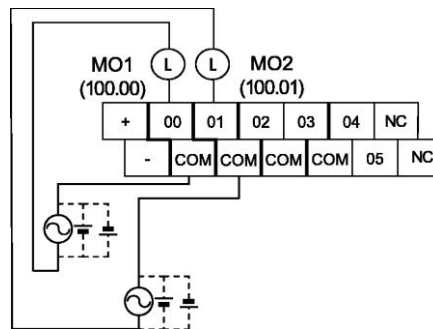 MO1 L L MO2
(100.00) (100.01)
+ 00 01 02 03 04 NC
- COM COM COM COM 05 NC